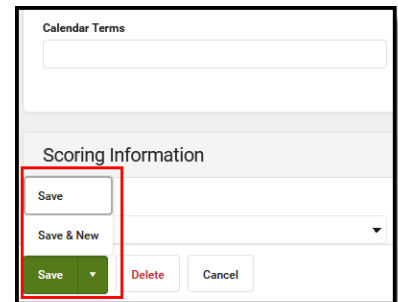 Calendar Terms
Scoring Information
Save
Save & New
Save Delete Cancel